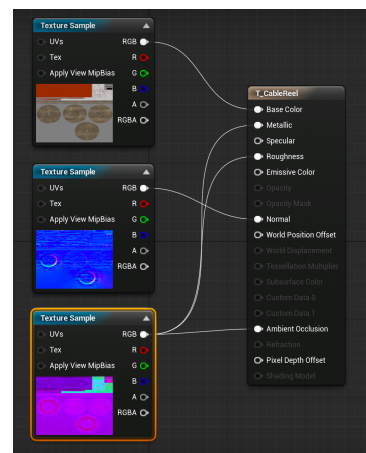 Texture Sample
UVs RGB
Tex R
Apply View MipBias G
B
A
RGBA
Texture Sample
UVs RGB
Tex R
Apply View MipBias G
B
A
RGBA
Texture Sample
UVs RGB
Tex R
Apply View MipBias G
B
A
RGBA
T_CableReel
Base Color
Metallic
Specular
Roughness
Emissive Color
Opacity
Opacity Mask
Normal
World Position Offset
World Displacement
Tessellation Multiplier
Subsurface Color
Custom Data 0
Custom Data 1
Ambient Occlusion
Refraction
Pixel Depth Offset
Shading Model